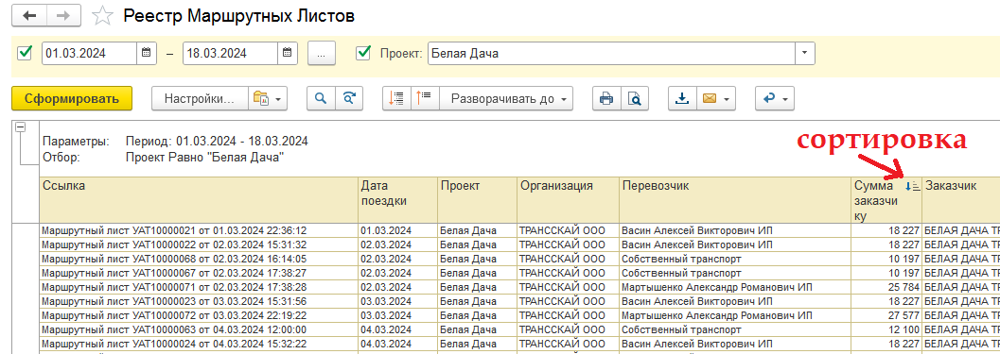 Реестр Маршрутных Листов
01.03.2024 – 18.03.2024 ... Проект: Белая Дача
Сформировать Настройки... Разворачивать до
Параметры: Период: 01.03.2024 - 18.03.2024
Отбор: Проект Равно "Белая Дача"
сортировка
Ссылка Дата поездки Проект Организация Перевозчик Сумма заказчику Заказчик
Маршрутный лист УАТ10000021 от 01.03.2024 22:36:12 01.03.2024 Белая Дача ТРАНССКАЙ ООО Васин Алексей Викторович ИП 18 227 БЕЛАЯ ДАЧА ТР
Маршрутный лист УАТ10000022 от 02.03.2024 15:31:32 02.03.2024 Белая Дача ТРАНССКАЙ ООО Васин Алексей Викторович ИП 18 227 БЕЛАЯ ДАЧА ТР
Маршрутный лист УАТ10000068 от 02.03.2024 16:14:05 02.03.2024 Белая Дача ТРАНССКАЙ ООО Собственный транспорт 10 197 БЕЛАЯ ДАЧА ТР
Маршрутный лист УАТ10000067 от 02.03.2024 17:38:27 02.03.2024 Белая Дача ТРАНССКАЙ ООО Собственный транспорт 10 197 БЕЛАЯ ДАЧА ТР
Маршрутный лист УАТ10000071 от 02.03.2024 17:38:28 02.03.2024 Белая Дача ТРАНССКАЙ ООО Мартышенко Александр Романович ИП 25 784 БЕЛАЯ ДАЧА ТР
Маршрутный лист УАТ10000023 от 03.03.2024 15:31:56 03.03.2024 Белая Дача ТРАНССКАЙ ООО Васин Алексей Викторович ИП 18 227 БЕЛАЯ ДАЧА ТР
Маршрутный лист УАТ10000072 от 03.03.2024 22:19:22 03.03.2024 Белая Дача ТРАНССКАЙ ООО Мартышенко Александр Романович ИП 27 577 БЕЛАЯ ДАЧА ТР
Маршрутный лист УАТ10000063 от 04.03.2024 12:00:00 04.03.2024 Белая Дача ТРАНССКАЙ ООО Собственный транспорт 12 100 БЕЛАЯ ДАЧА ТР
Маршрутный лист УАТ10000024 от 04.03.2024 15:32:22 04.03.2024 Белая Дача ТРАНССКАЙ ООО Васин Алексей Викторович ИП 18 227 БЕЛАЯ ДАЧА ТР